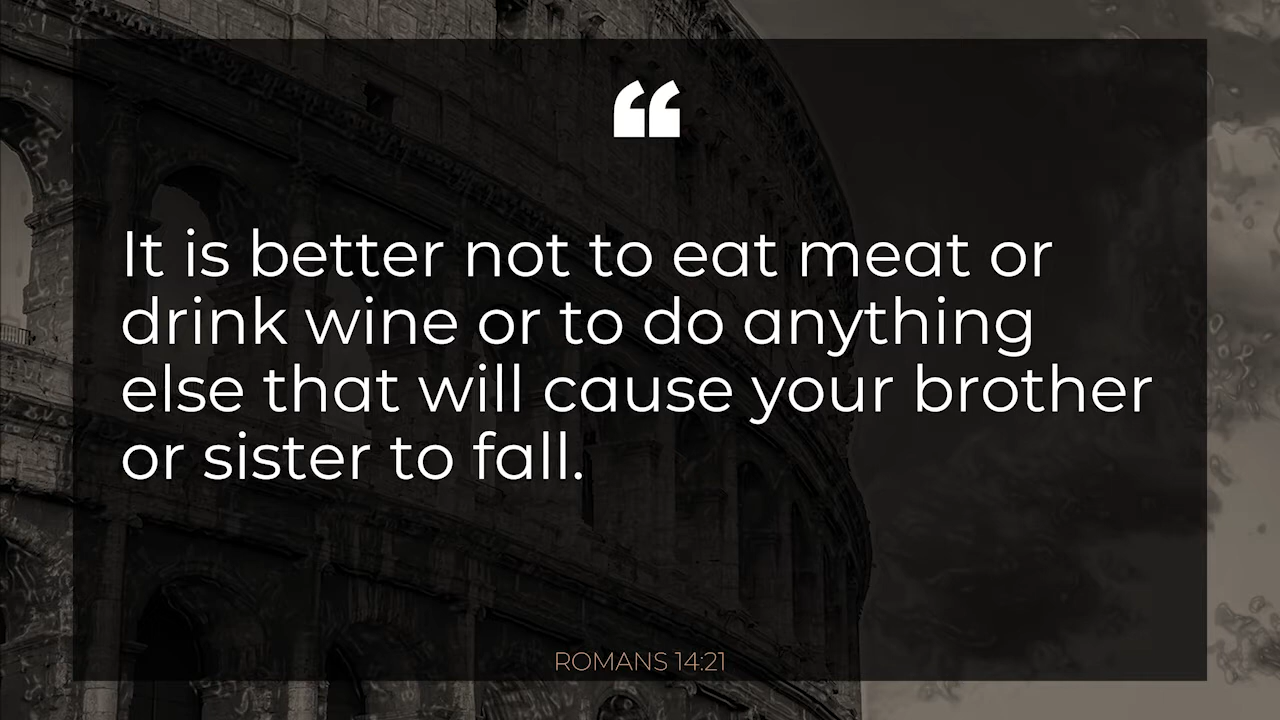 “
It is better not to eat meat or
drink wine or to do anything
else that will cause your brother
or sister to fall.
ROMANS 14:21